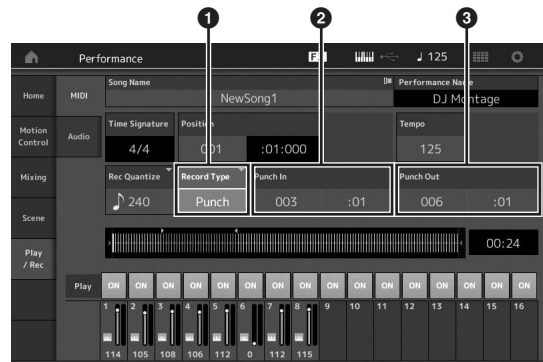 1 2 3
Performance 125
Song Name Performance Name
Home MIDI NewSong1 DJ Montage
Motion Control Audio Time Signature Position Tempo
4/4 001 :01:000 125
Mixing Rec Quantize Record Type Punch In Punch Out
240 Punch 003 :01 006 :01
Scene
Play / Rec 00:24
Play ON ON ON ON ON ON ON ON ON ON ON ON ON ON ON ON
1 2 3 4 5 6 7 8 9 10 11 12 13 14 15 16
114 105 108 106 112 0 112 115